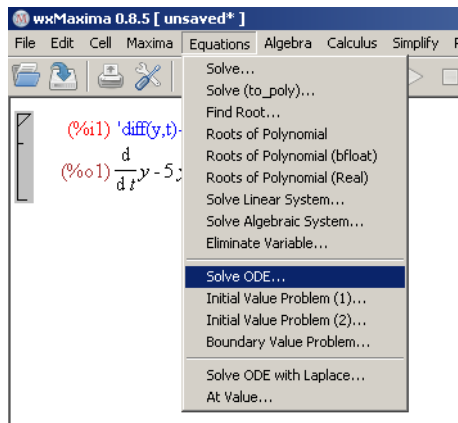 wxMaxima 0.8.5 [ unsaved* ]
File Edit Cell Maxima Equations Algebra Calculus Simplify
Solve...
Solve (to_poly)...
Find Root...
Roots of Polynomial
Roots of Polynomial (bfloat)
Roots of Polynomial (Real)
Solve Linear System...
Solve Algebraic System...
Eliminate Variable...
Solve ODE...
Initial Value Problem (1)...
Initial Value Problem (2)...
Boundary Value Problem...
Solve ODE with Laplace...
At Value...
(%i1) 'diff(y,t)-
(%o1) d/dt y - 5